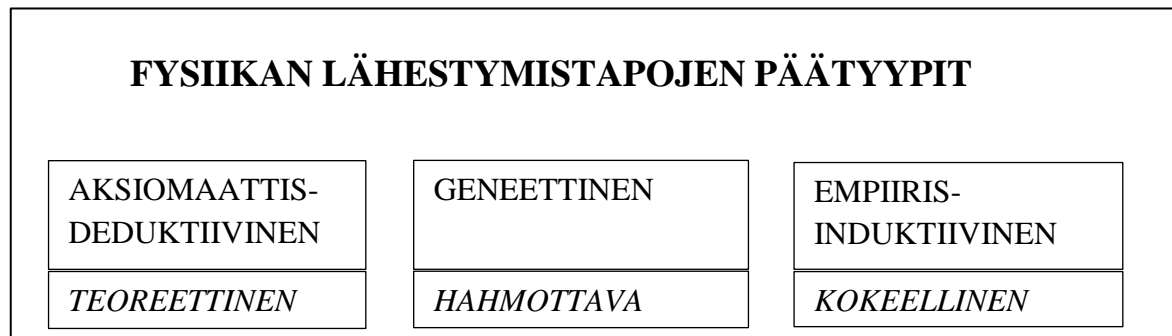 FYSIIKAN LÄHESTYMISTAPOJEN PÄÄTYYPIT
AKSIOMAATTIS-
DEDUKTIIVINEN
TEOREETTINEN
GENEETTINEN
HAHMOTTAVA
EMPIIRIS-
INDUKTIIVINEN
KOKEELLINEN